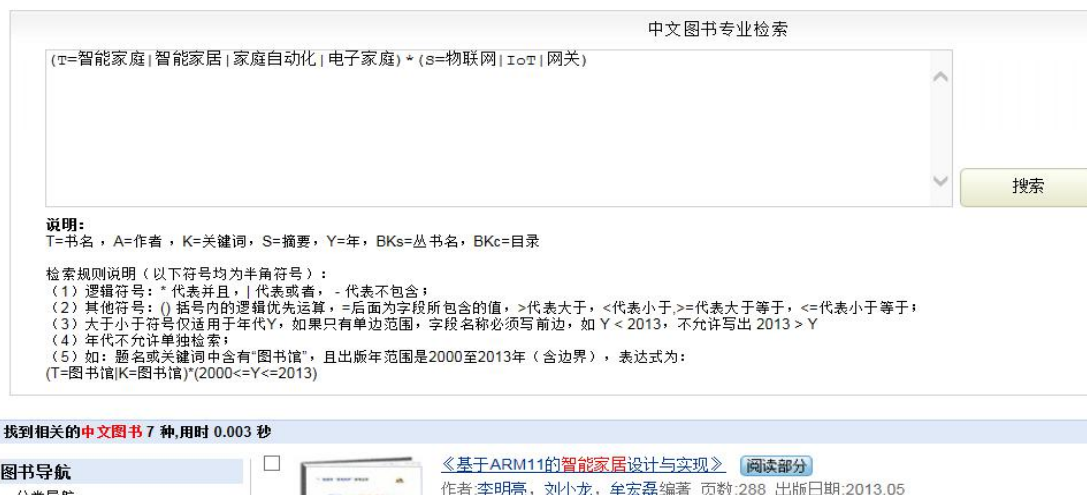 中文图书专业检索
(T=智能家庭|智能家居|家庭自动化|电子家庭)*(S=物联网|IoT|网关)
搜索
说明：
T=书名，A=作者，K=关键词，S=摘要，Y=年，BKs=丛书名，BKc=目录
检索规则说明（以下符号均为半角符号）：
（1）逻辑符号：* 代表并且，| 代表或者， - 代表不包含；
（2）其他符号：() 括号内的逻辑优先运算，=后面为字段所包含的值，>代表大于，<代表小于,>=代表大于等于，<=代表小于等于；
（3）大于小于符号仅适用于年代Y，如果只有单边范围，字段名称必须写前边，如 Y < 2013，不允许写出 2013 > Y
（4）年代不允许单独检索；
（5）如：题名或关键词中含有“图书馆”，且出版年范围是2000至2013年（含边界），表达式为：
(T=图书馆|K=图书馆)*(2000<=Y<=2013)
找到相关的中文图书 7 种,用时 0.003 秒
图书导航
《基于ARM11的智能家居设计与实现》 阅读部分
作者:李明亮，刘小龙，牟宏磊编著 页数:288 出版日期:2013.05